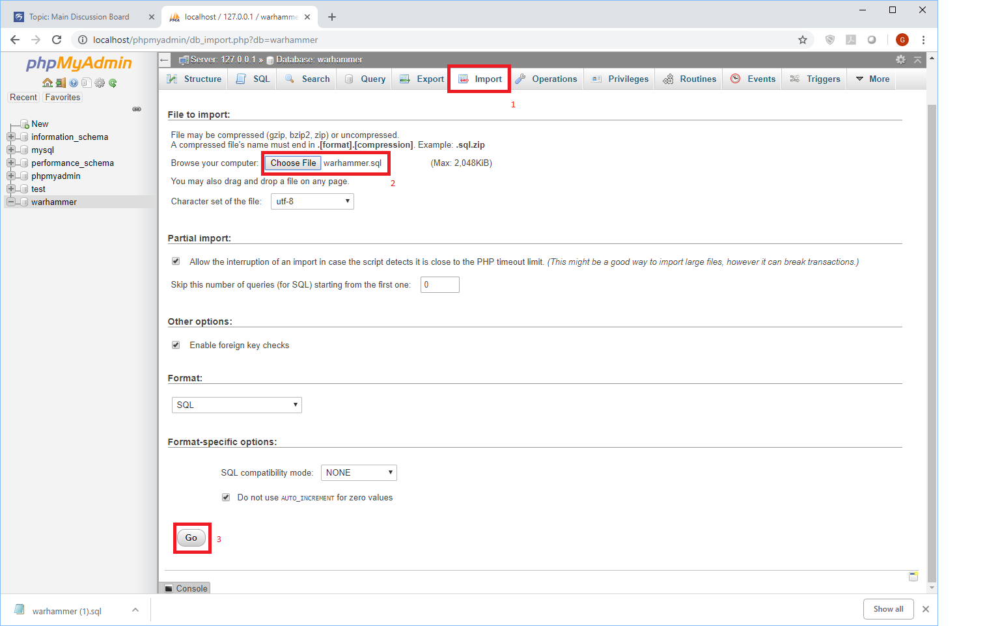 Topic: Main Discussion Board
localhost / 127.0.0.1 / warhamme
localhost/phpmyadmin/db_import.php?db=warhammer
G
phpMyAdmin
Recent Favorites
New
information_schema
mysql
performance_schema
phpmyadmin
test
warhammer
Server: 127.0.0.1 » Database: warhammer
Structure SQL Search Query Export Import Operations Privileges Routines Events Triggers More
1
File to import:
File may be compressed (gzip, bzip2, zip) or uncompressed.
A compressed file's name must end in .[format].[compression]. Example: .sql.zip
Browse your computer: Choose File warhammer.sql (Max: 2,048KiB)
You may also drag and drop a file on any page.
2
Character set of the file: utf-8
Partial import:
Allow the interruption of an import in case the script detects it is close to the PHP timeout limit. (This might be a good way to import large files, however it can break transactions.)
Skip this number of queries (for SQL) starting from the first one: 0
Other options:
Enable foreign key checks
Format:
SQL
Format-specific options:
SQL compatibility mode: NONE
Do not use AUTO_INCREMENT for zero values
Go 3
Console
warhammer (1).sql
Show all